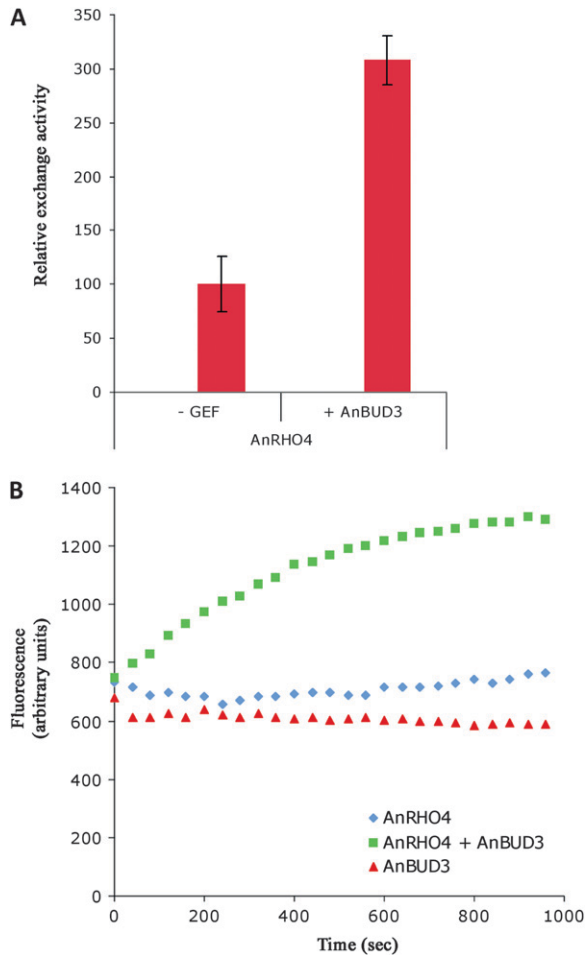 A
Relative exchange activity
350
300
250
200
150
100
50
0
- GEF
+ AnBUD3
AnRHO4
B
Fluorescence
(arbitrary units)
1400
1200
1000
800
600
400
200
0
AnRHO4
AnRHO4 + AnBUD3
AnBUD3
0 200 400 600 800 1000
Time (sec)